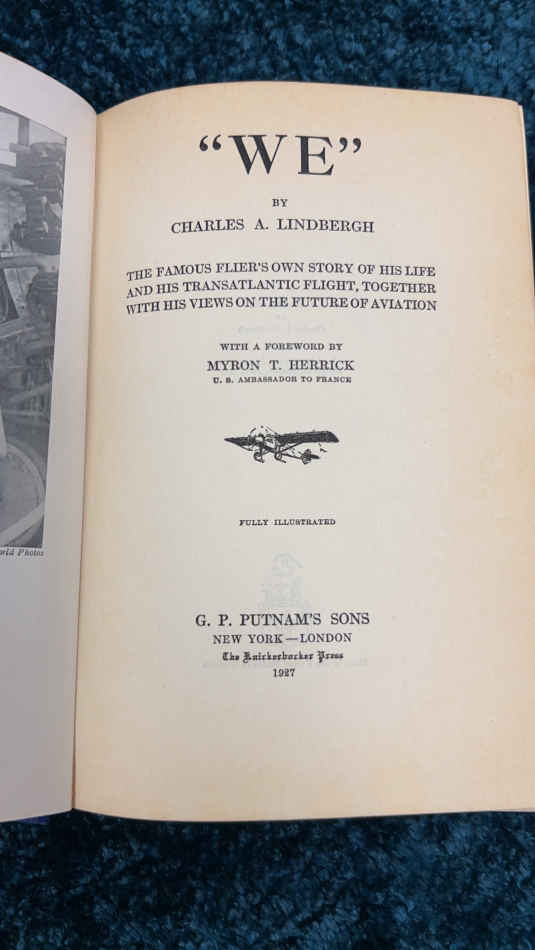 "WE"
BY
CHARLES A. LINDBERGH
THE FAMOUS FLIER'S OWN STORY OF HIS LIFE
AND HIS TRANSATLANTIC FLIGHT, TOGETHER
WITH HIS VIEWS ON THE FUTURE OF AVIATION
WITH A FOREWORD BY
MYRON T. HERRICK
U. S. AMBASSADOR TO FRANCE
FULLY ILLUSTRATED
G. P. PUTNAM'S SONS
NEW YORK — LONDON
The Knickerbocker Press
1927
Photos